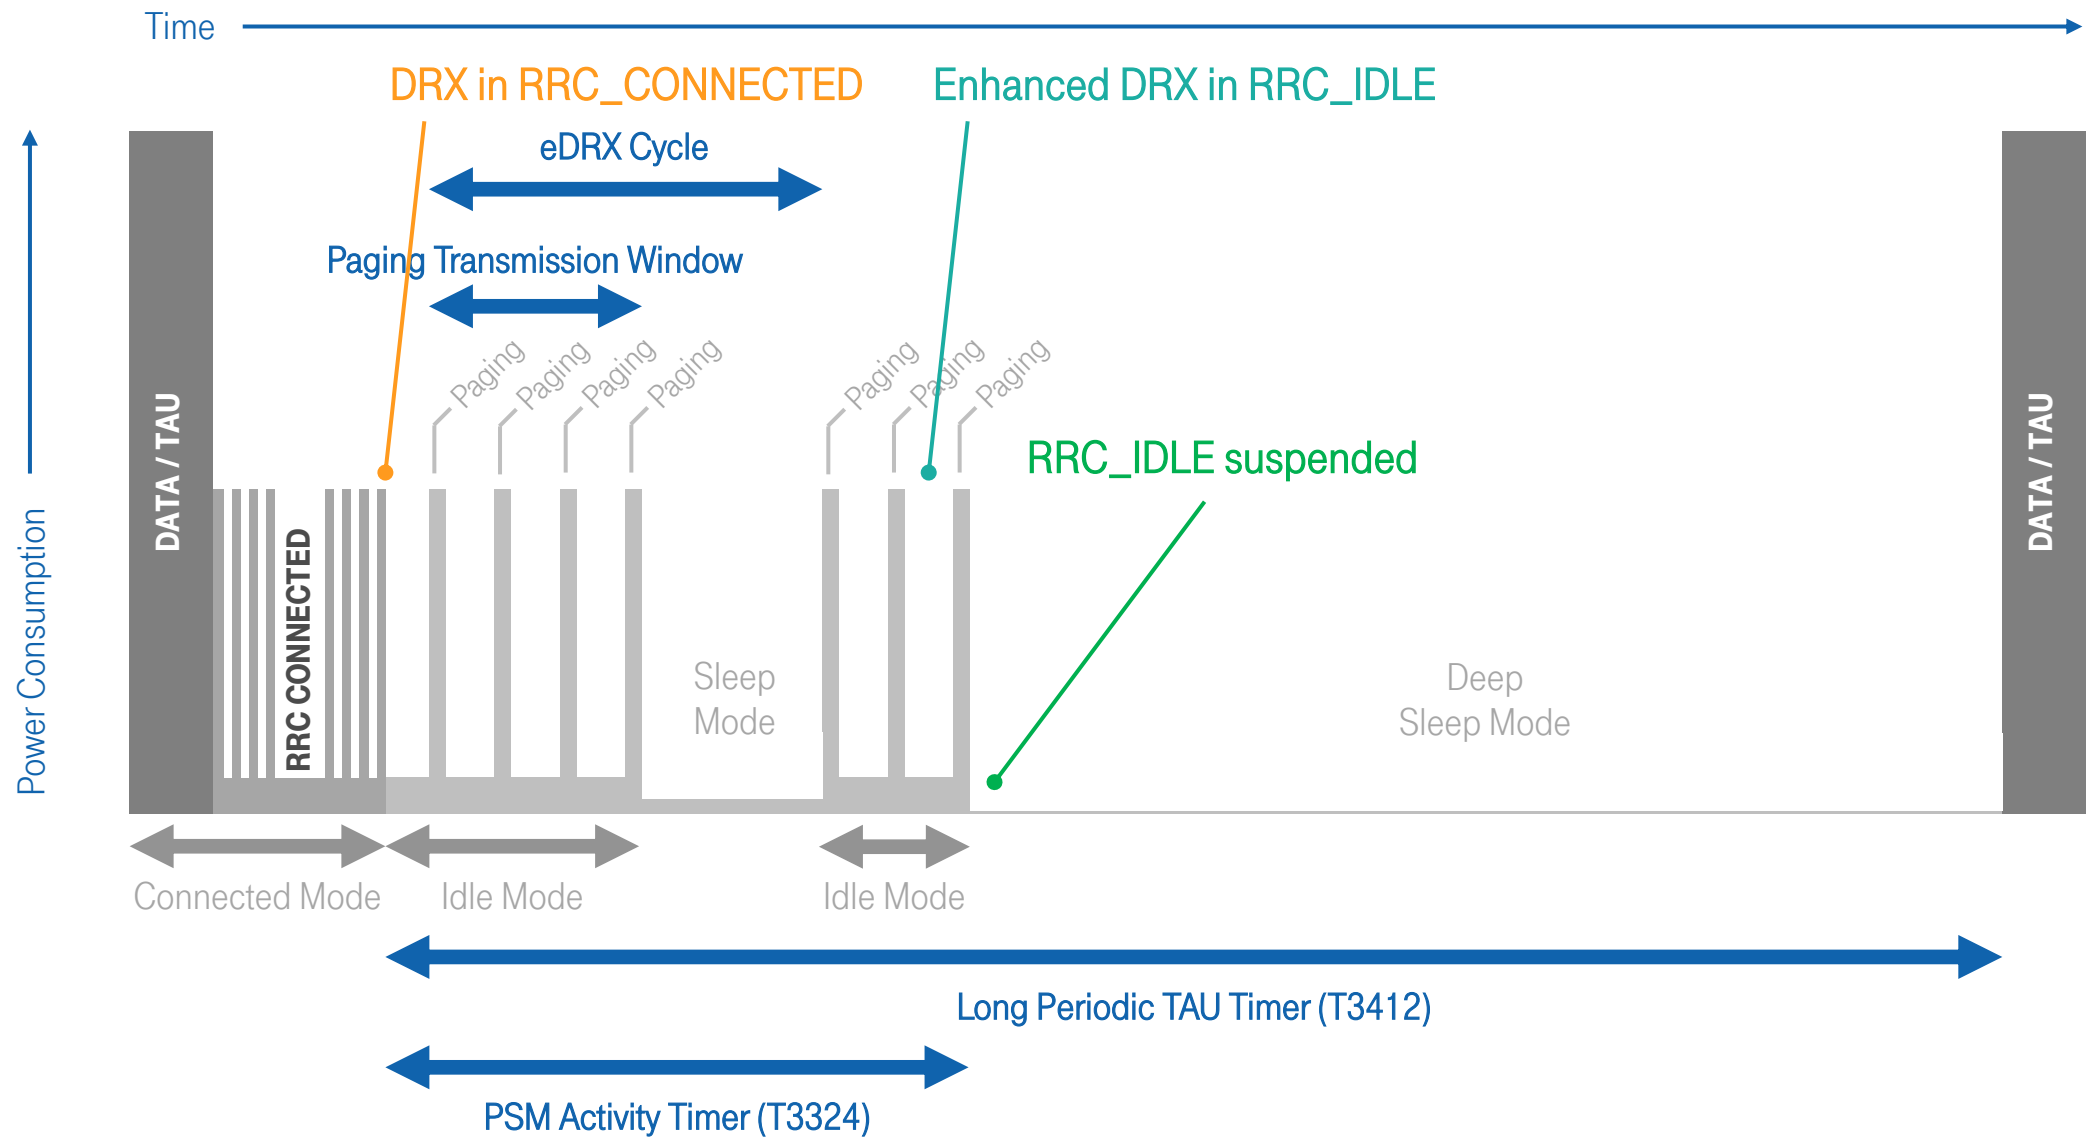 Time
DRX in RRC_CONNECTED
Enhanced DRX in RRC_IDLE
eDRX Cycle
Paging Transmission Window
Paging
Paging
Paging
Paging
Paging
Paging
Paging
RRC_IDLE suspended
Power Consumption
DATA / TAU
RRC CONNECTED
Sleep
Mode
Deep
Sleep Mode
DATA / TAU
Connected Mode
Idle Mode
Idle Mode
Long Periodic TAU Timer (T3412)
PSM Activity Timer (T3324)